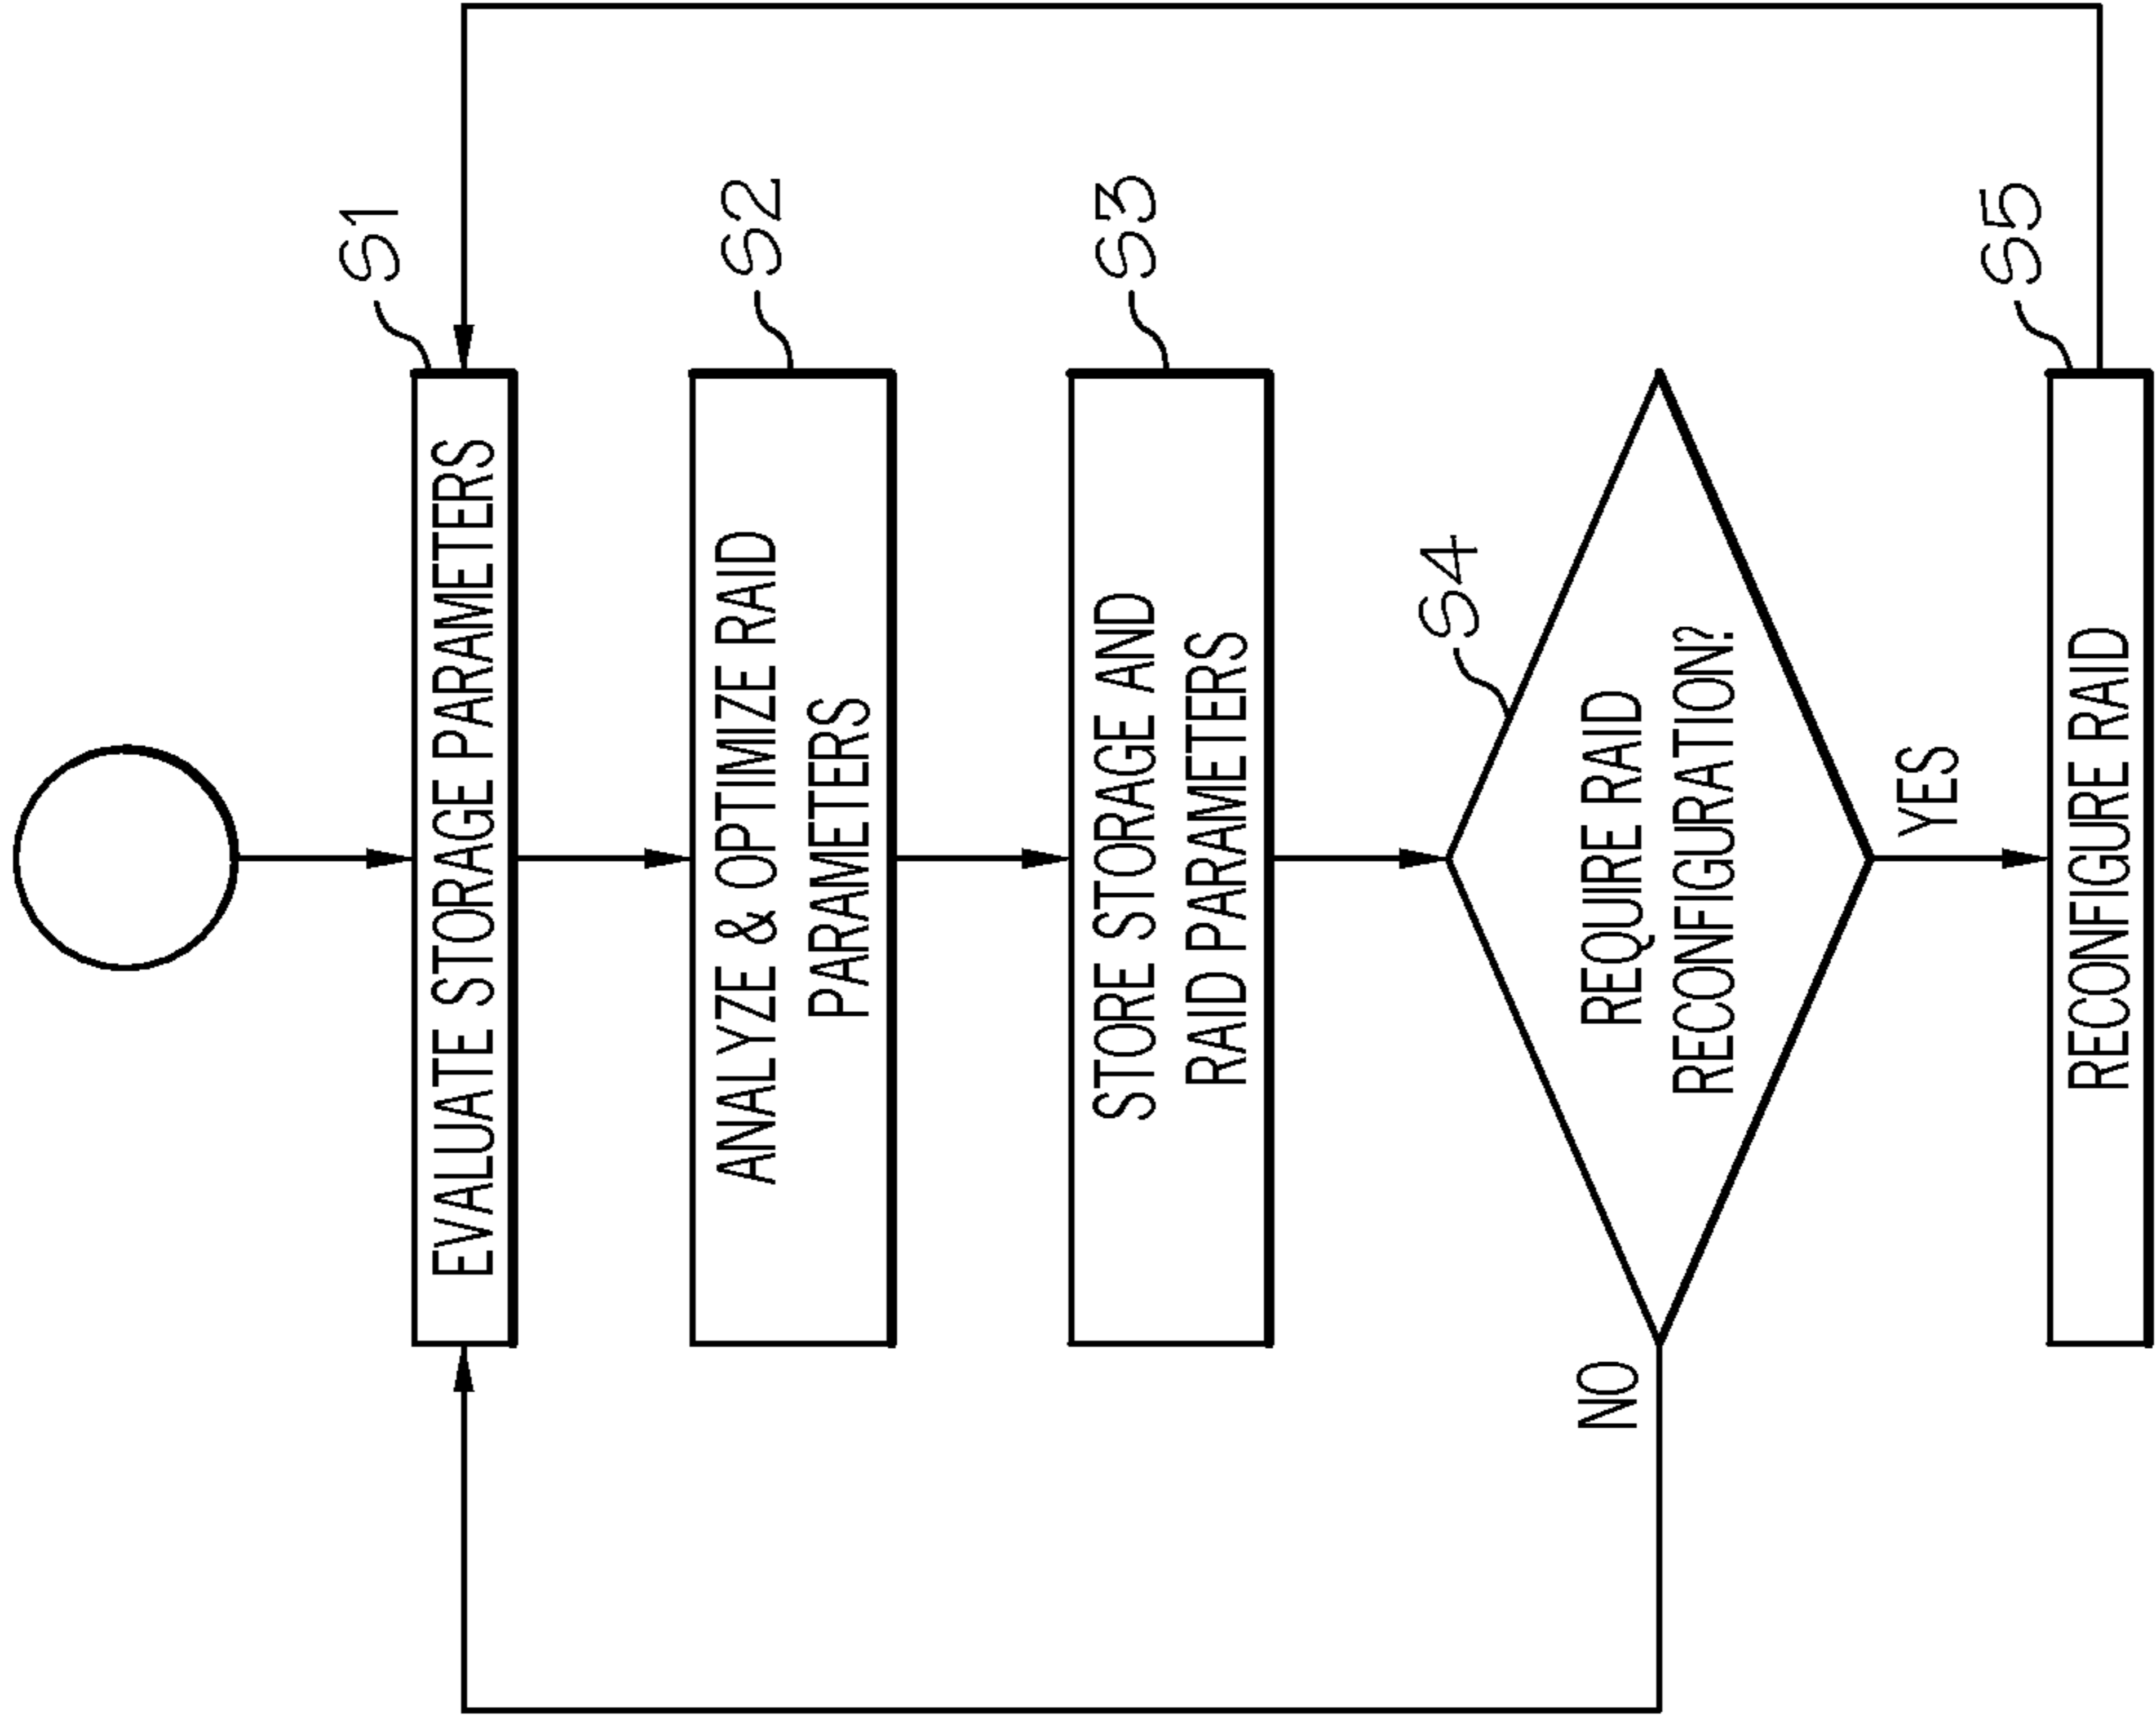 S1
EVALUATE STORAGE PARAMETERS
S2
ANALYZE & OPTIMIZE RAID
PARAMETERS
S3
STORE STORAGE AND
RAID PARAMETERS
S4
REQUIRE RAID
RECONFIGURATION?
NO
YES
S5
RECONFIGURE RAID